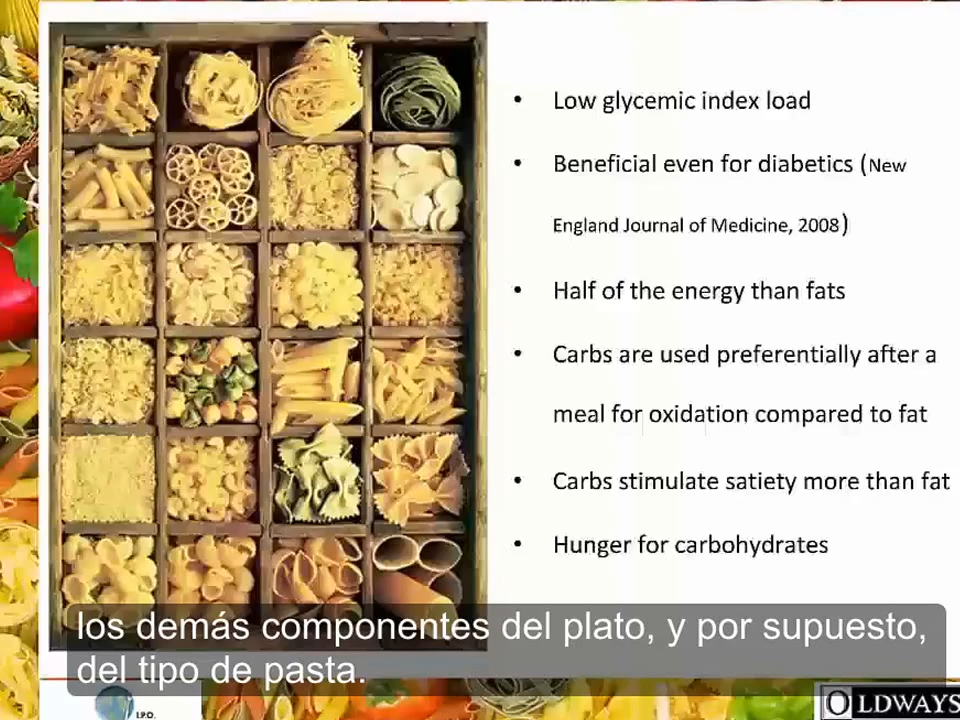 • Low glycemic index load
• Beneficial even for diabetics (New
England Journal of Medicine, 2008)
• Half of the energy than fats
• Carbs are used preferentially after a
meal for oxidation compared to fat
• Carbs stimulate satiety more than fat
• Hunger for carbohydrates
los demás componentes del plato, y por supuesto,
del tipo de pasta.
I.P.O.
OLDWAYS